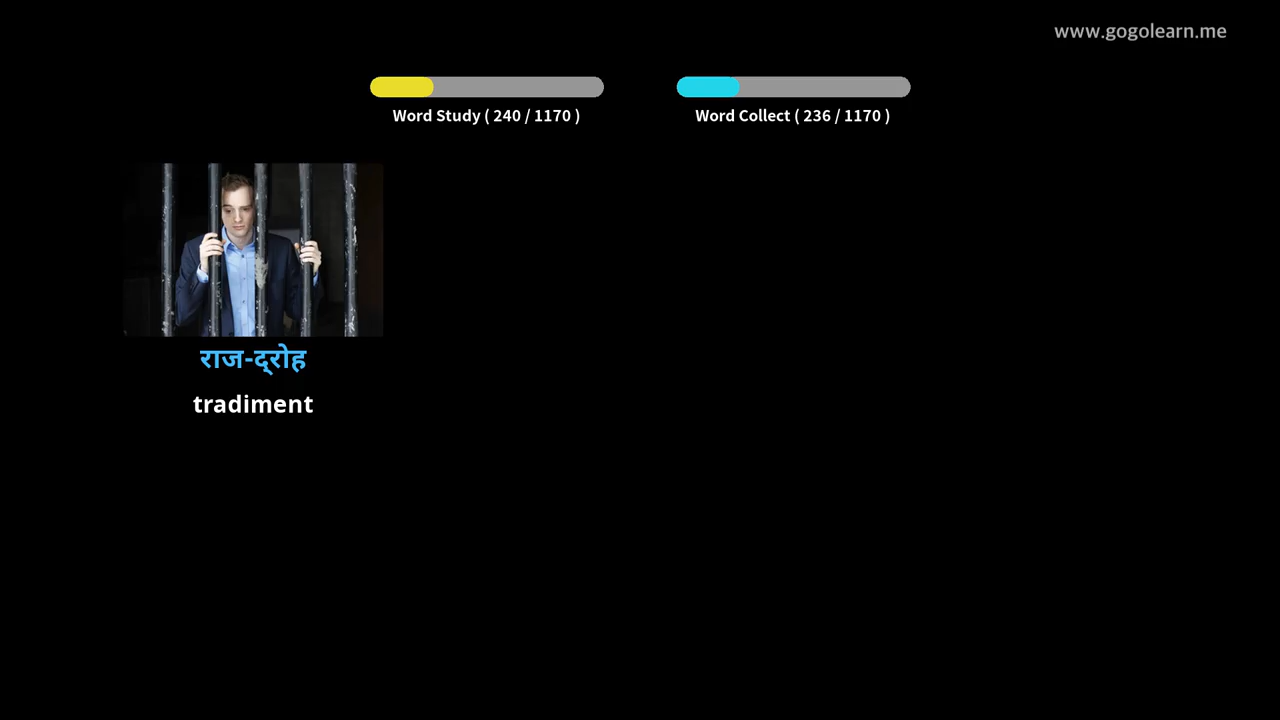 www.gogolearn.me
Word Study ( 240 / 1170 )
Word Collect ( 236 / 1170 )
राज-द्रोह
tradiment